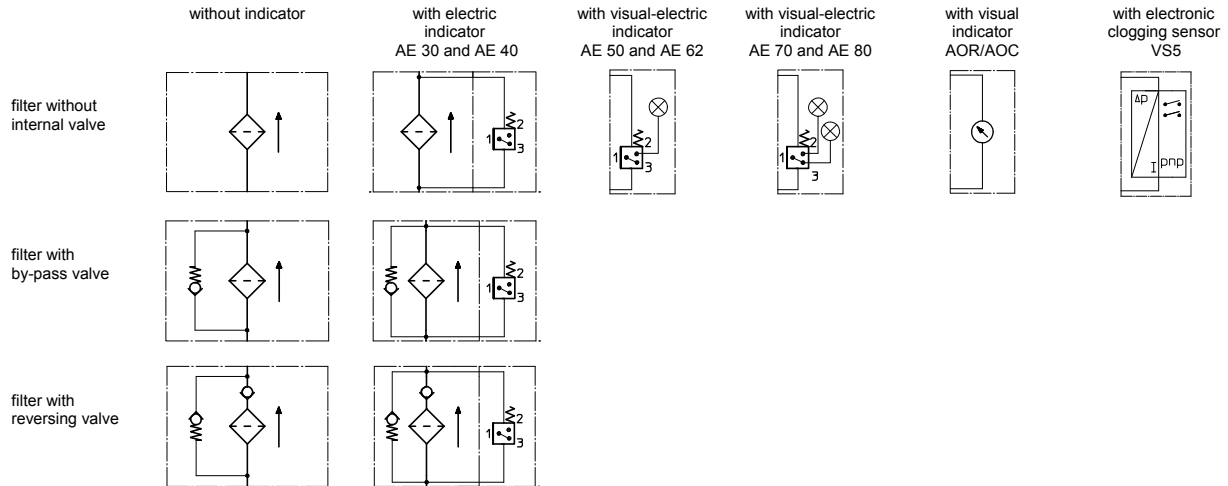 without indicator
with electric
indicator
AE 30 and AE 40
with visual-electric
indicator
AE 50 and AE 62
with visual-electric
indicator
AE 70 and AE 80
with visual
indicator
AOR/AOC
with electronic
clogging sensor
VS5
filter without
internal valve
1 2 3
1 2 3
1 2 3
Δp
I pnp
filter with
by-pass valve
1 2 3
filter with
reversing valve
1 2 3